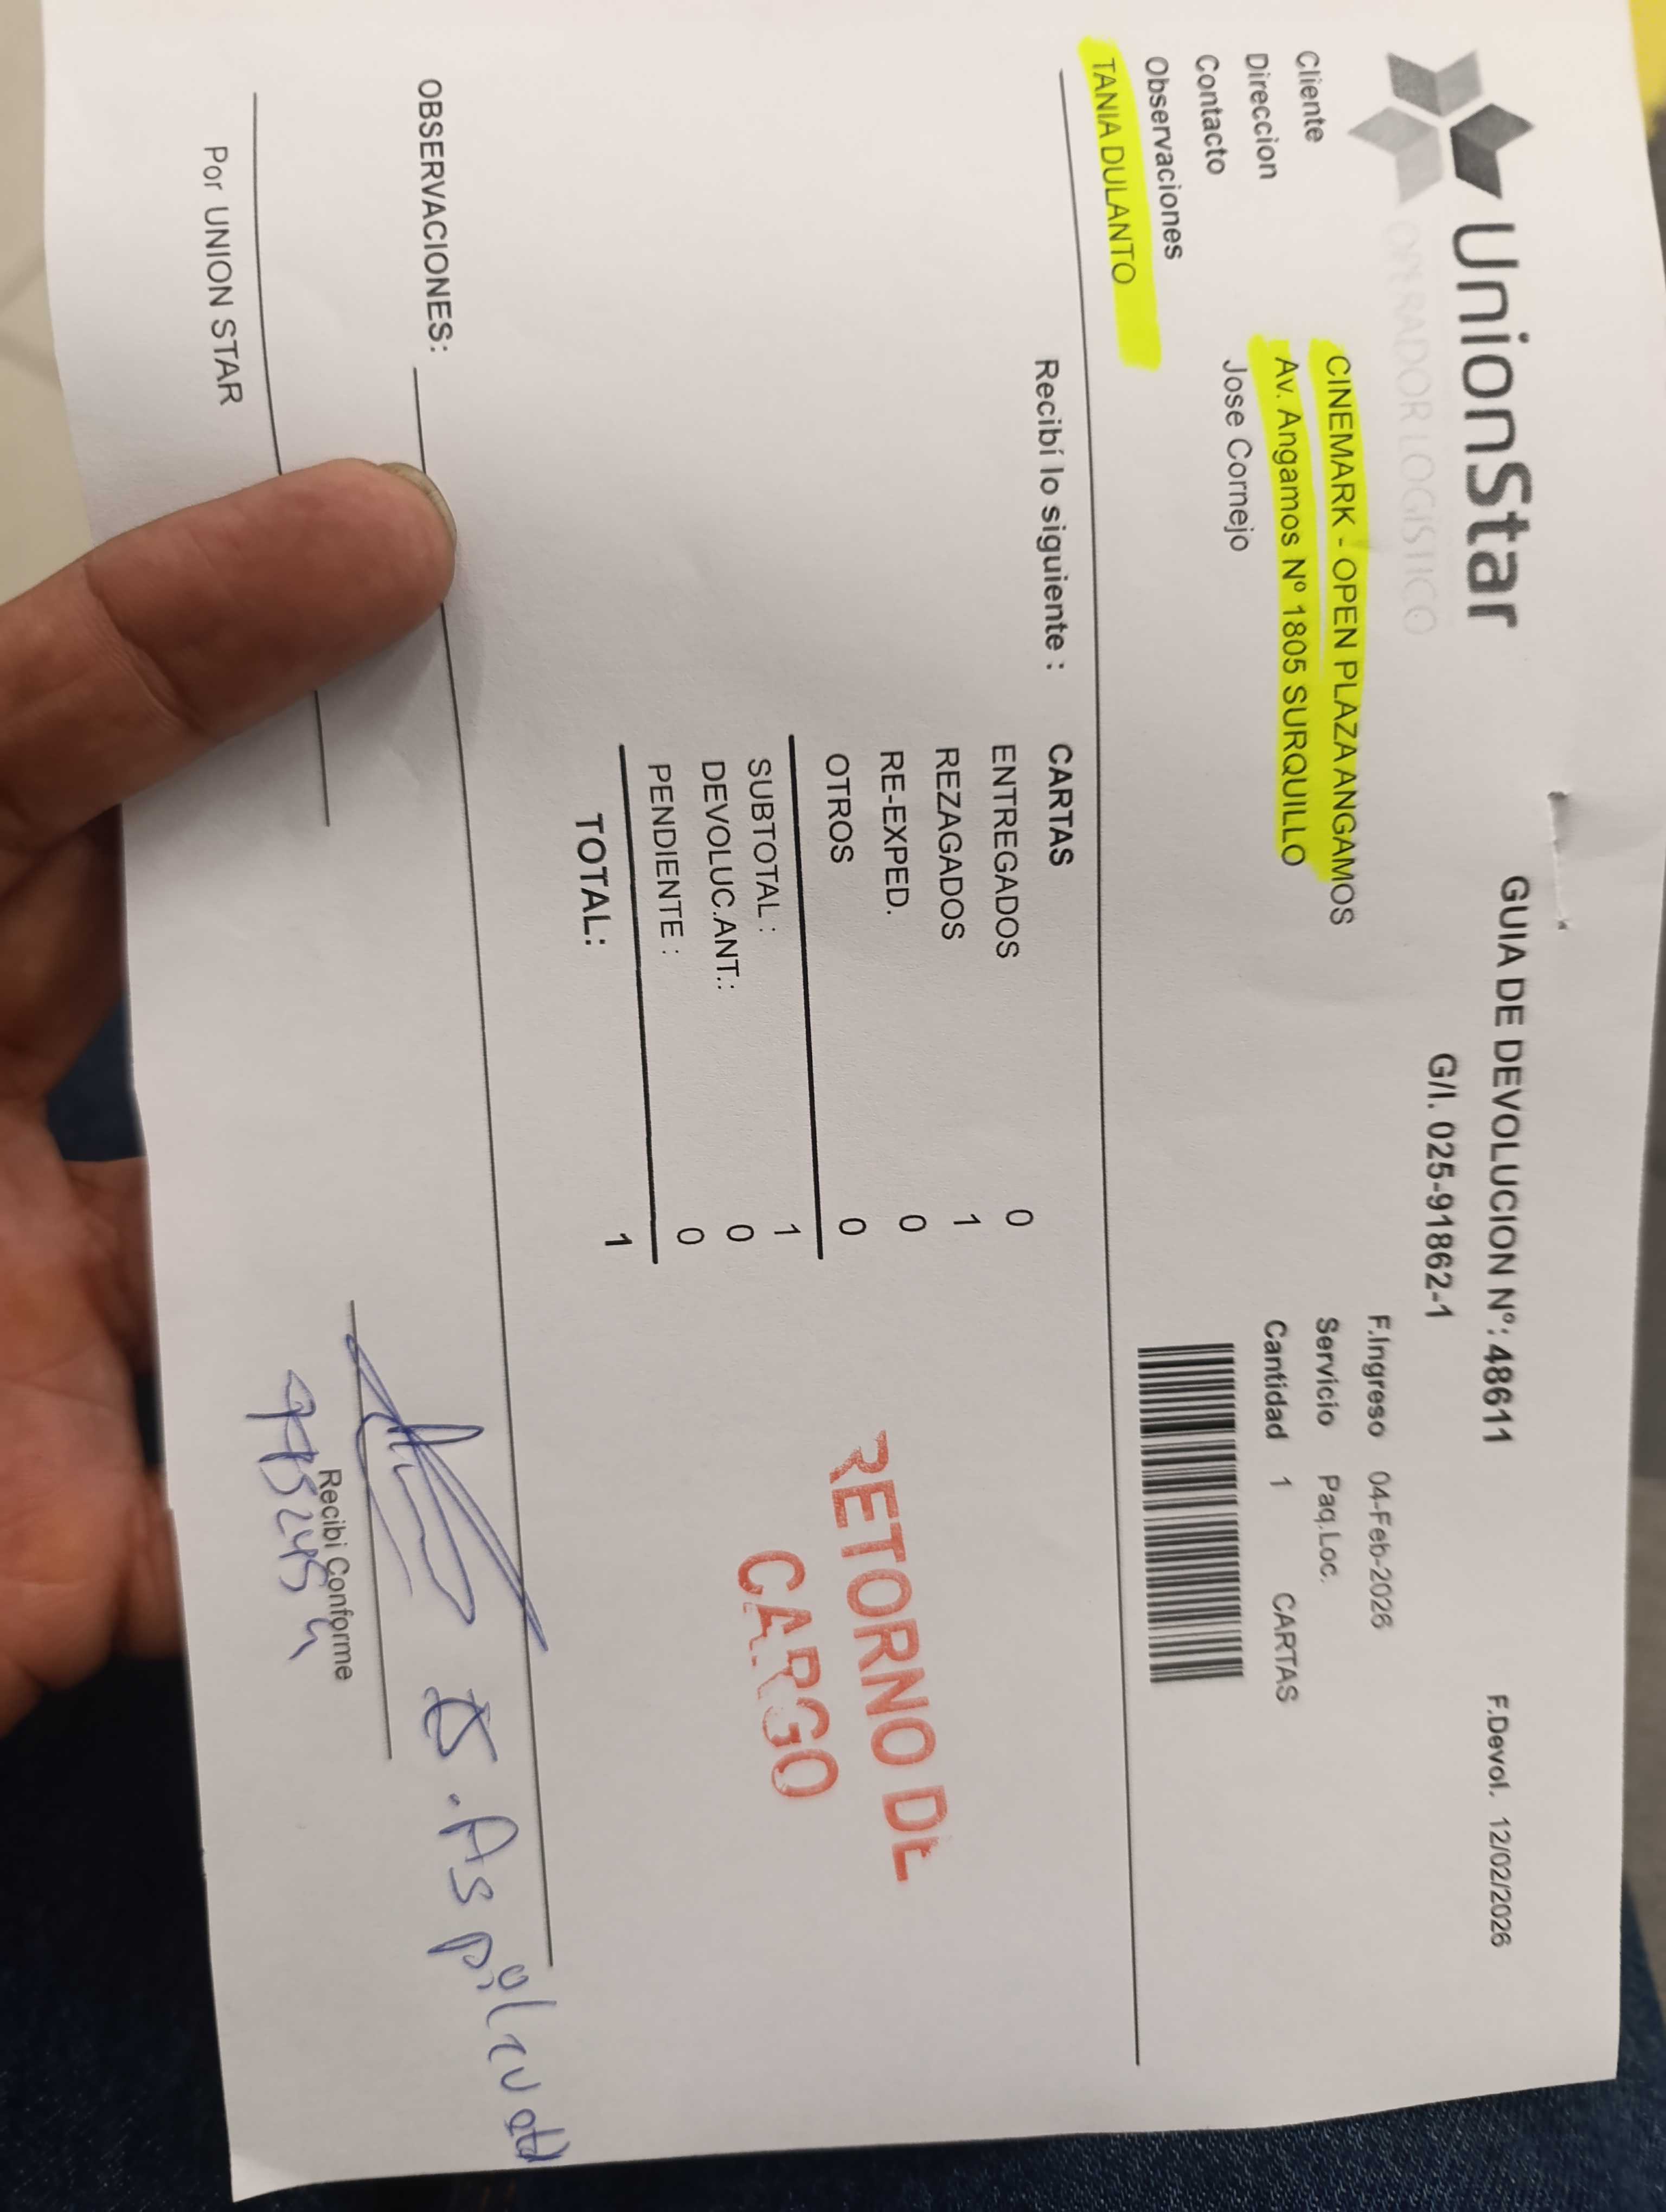 UnionStar
OPERADOR LOGISTICO
GUIA DE DEVOLUCION Nº: 48611
F.Devol. 12/02/2026
G/I. 025-91862-1
Cliente CINEMARK - OPEN PLAZA ANGAMOS
F.Ingreso 04-Feb-2026
Direccion Av. Angamos Nº 1805 SURQUILLO
Servicio Paq.Loc.
Contacto Jose Cornejo
Cantidad 1 CARTAS
Observaciones
TANIA DULANTO
Recibí lo siguiente :
CARTAS
ENTREGADOS 0
REZAGADOS 1
RE-EXPED. 0
OTROS 0
SUBTOTAL : 1
DEVOLUC.ANT.: 0
PENDIENTE : 0
TOTAL: 1
RETORNO DE
CARGO
OBSERVACIONES:
Por UNION STAR
Recibi Conforme